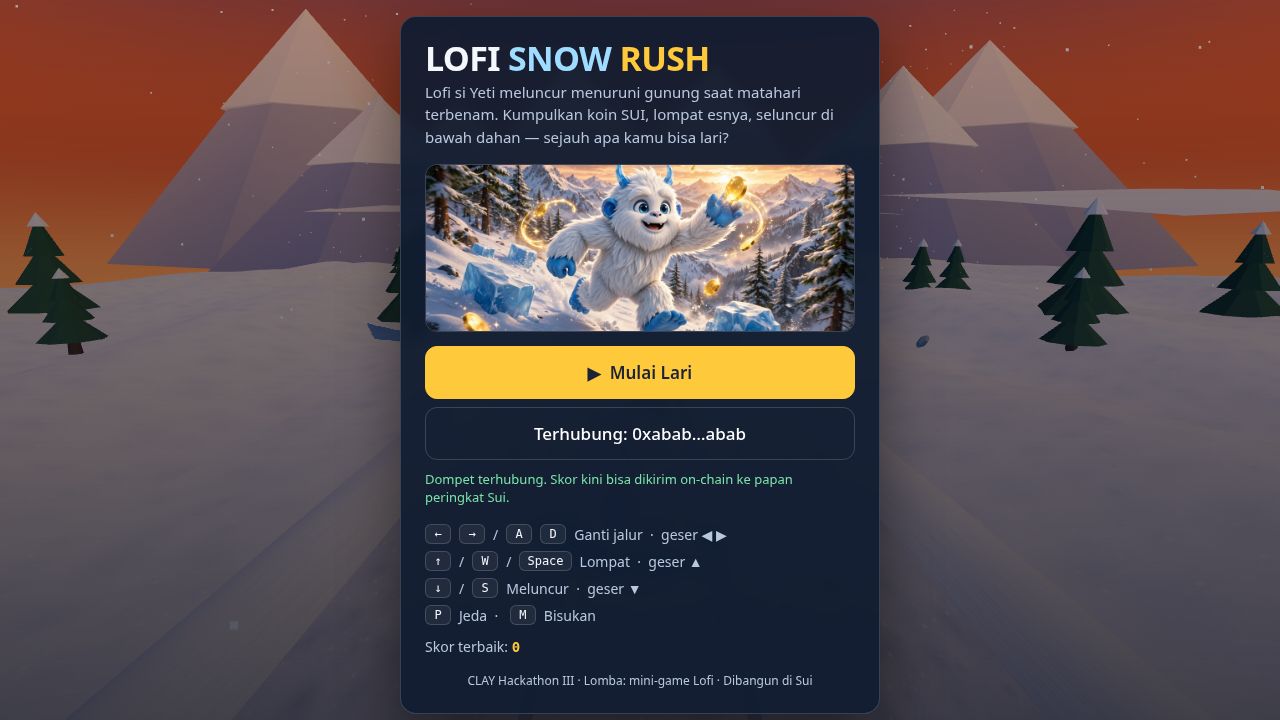 LOFI SNOW RUSH
Lofi si Yeti meluncur menuruni gunung saat matahari
terbenam. Kumpulkan koin SUI, lompat esnya, seluncur di
bawah dahan — sejauh apa kamu bisa lari?
▶ Mulai Lari
Terhubung: 0xabab…abab
Dompet terhubung. Skor kini bisa dikirim on-chain ke papan
peringkat Sui.
← → / A D Ganti jalur · geser ◀ ▶
↑ / W / Space Lompat · geser ▲
↓ / S Meluncur · geser ▼
P Jeda · M Bisukan
Skor terbaik: 0
CLAY Hackathon III · Lomba: mini-game Lofi · Dibangun di Sui